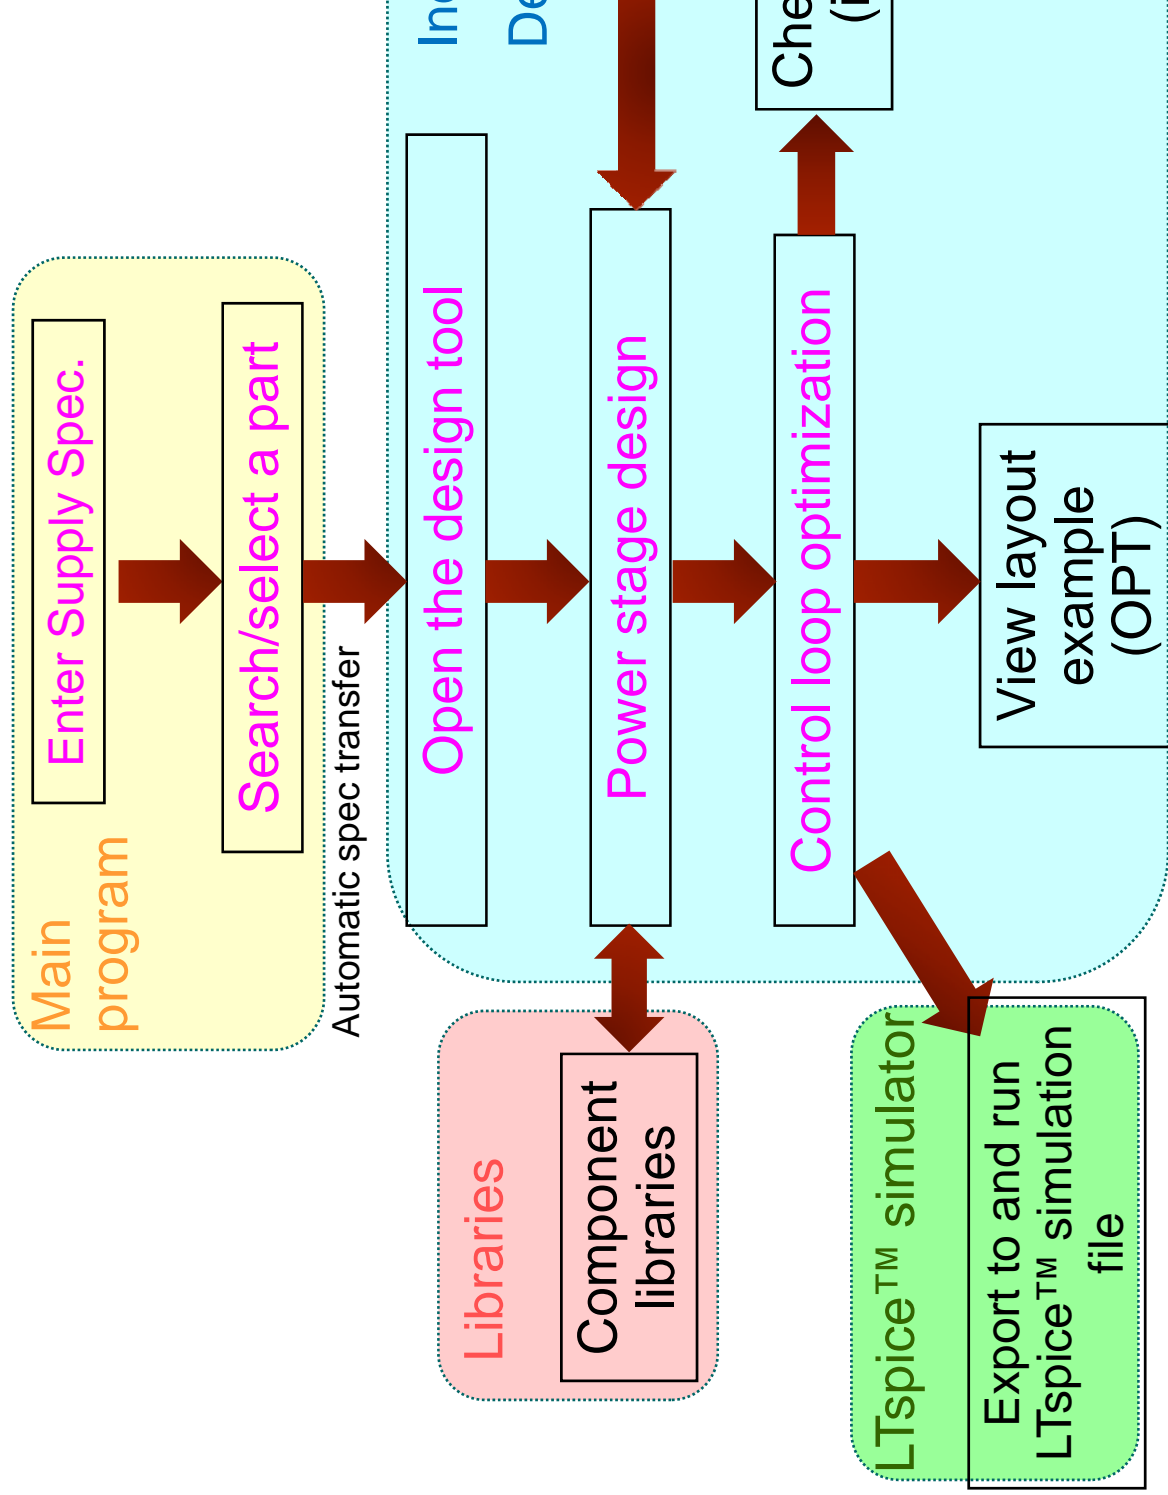 Main
program
Enter Supply Spec.
Search/select a part
Automatic spec transfer
Open the design tool
Libraries
Component
libraries
Power stage design
Control loop optimization
LTspice™ simulator
Export to and run
LTspice™ simulation
file
View layout
example
(OPT)